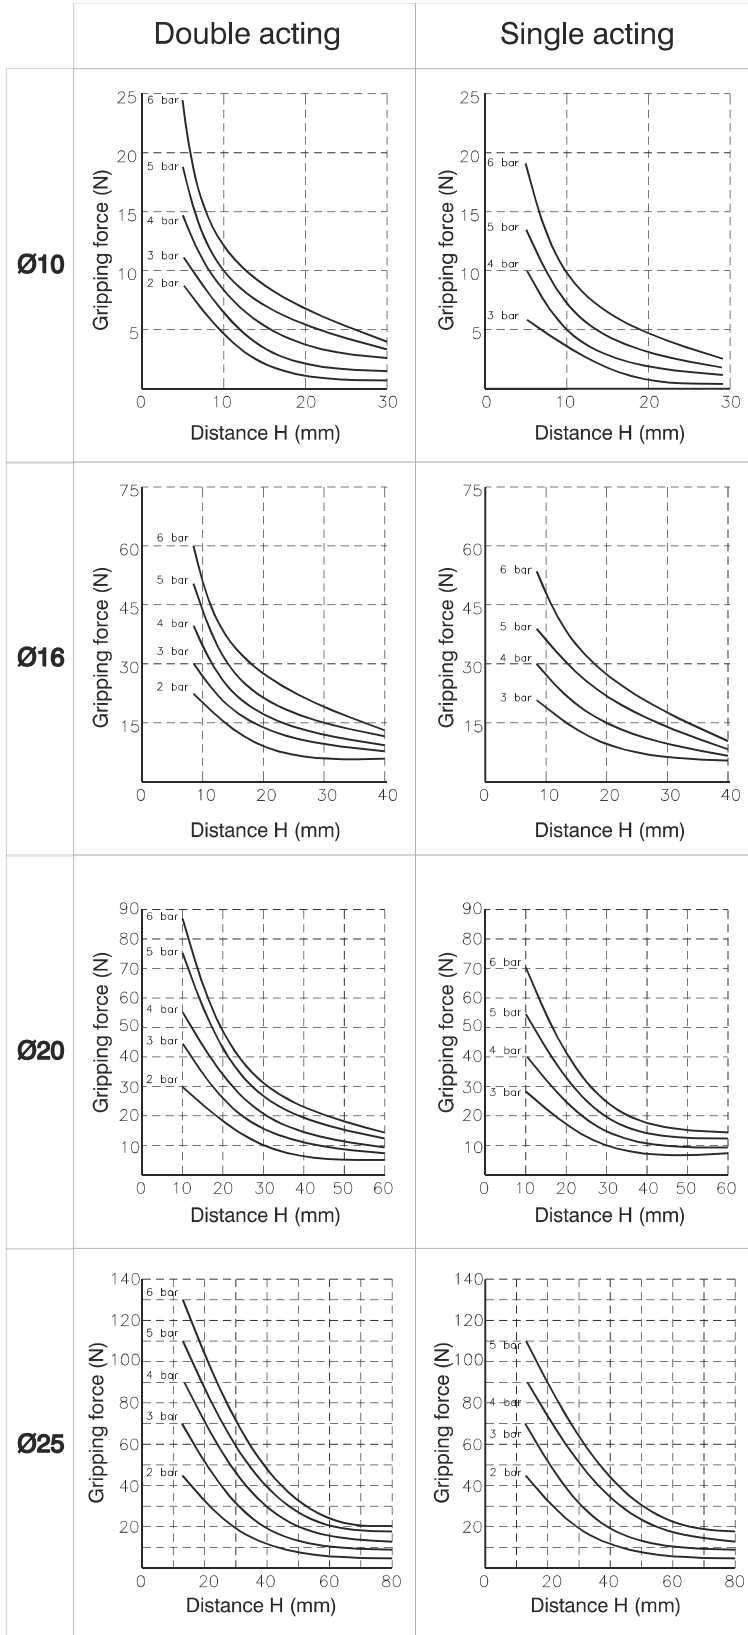 Double acting
Single acting
Ø10
Gripping force (N)
25
20
15
10
5
6 bar
5 bar
4 bar
3 bar
2 bar
0 10 20 30
Distance H (mm)
Gripping force (N)
25
20
15
10
5
6 bar
5 bar
4 bar
3 bar
0 10 20 30
Distance H (mm)
Ø16
Gripping force (N)
75
60
45
30
15
6 bar
5 bar
4 bar
3 bar
2 bar
0 10 20 30 40
Distance H (mm)
Gripping force (N)
75
60
45
30
15
6 bar
5 bar
4 bar
3 bar
0 10 20 30 40
Distance H (mm)
Ø20
Gripping force (N)
90
80
70
60
50
40
30
20
10
6 bar
5 bar
4 bar
3 bar
2 bar
0 10 20 30 40 50 60
Distance H (mm)
Gripping force (N)
90
80
70
60
50
40
30
20
10
6 bar
5 bar
4 bar
3 bar
0 10 20 30 40 50 60
Distance H (mm)
Ø25
Gripping force (N)
140
120
100
80
60
40
20
6 bar
5 bar
4 bar
3 bar
2 bar
0 20 40 60 80
Distance H (mm)
Gripping force (N)
140
120
100
80
60
40
20
5 bar
4 bar
3 bar
2 bar
0 20 40 60 80
Distance H (mm)